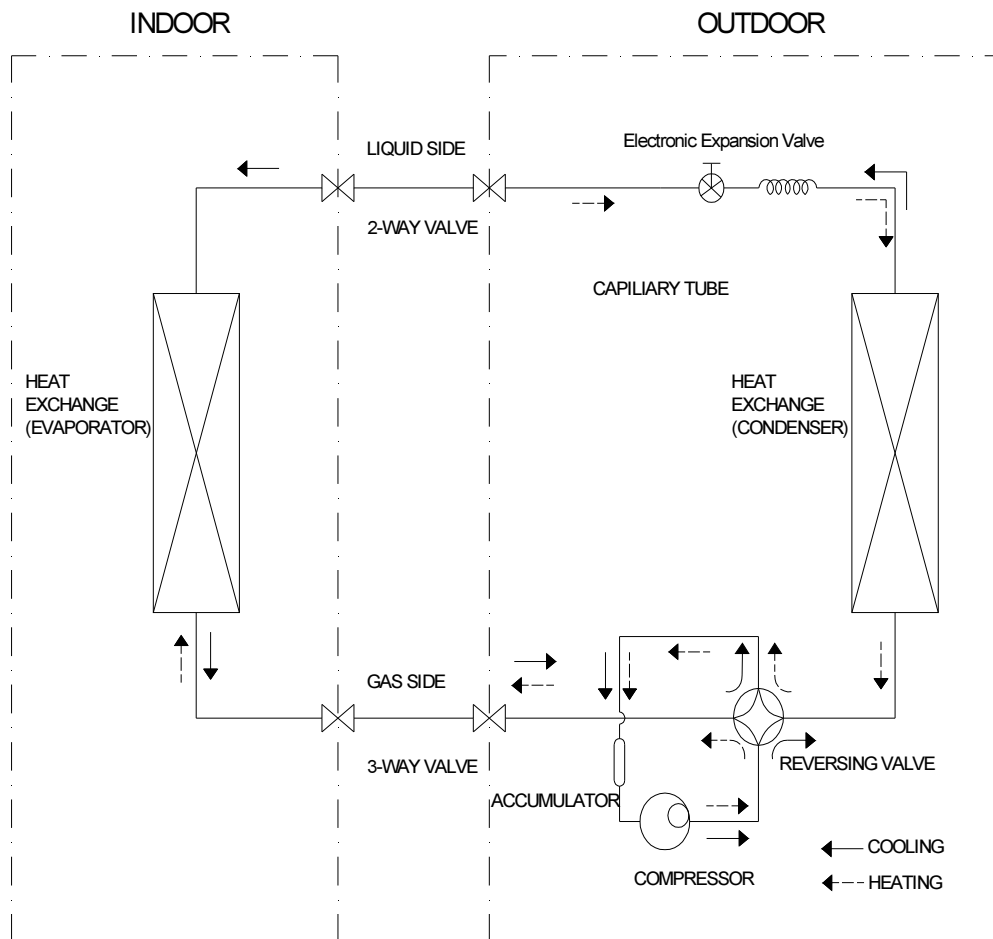 INDOOR
OUTDOOR
LIQUID SIDE
Electronic Expansion Valve
2-WAY VALVE
CAPILIARY TUBE
HEAT
EXCHANGE
(EVAPORATOR)
HEAT
EXCHANGE
(CONDENSER)
GAS SIDE
3-WAY VALVE
REVERSING VALVE
ACCUMULATOR
COMPRESSOR
COOLING
HEATING